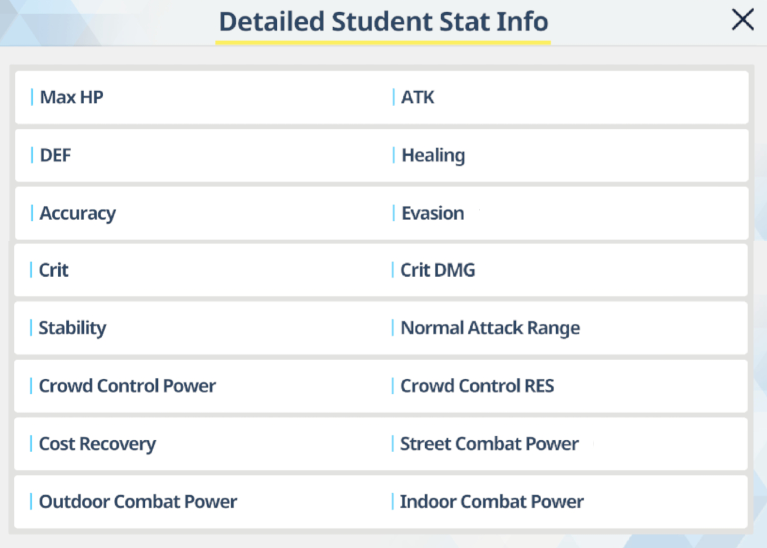 Detailed Student Stat Info
Max HP
ATK
DEF
Healing
Accuracy
Evasion
Crit
Crit DMG
Stability
Normal Attack Range
Crowd Control Power
Crowd Control RES
Cost Recovery
Street Combat Power
Outdoor Combat Power
Indoor Combat Power